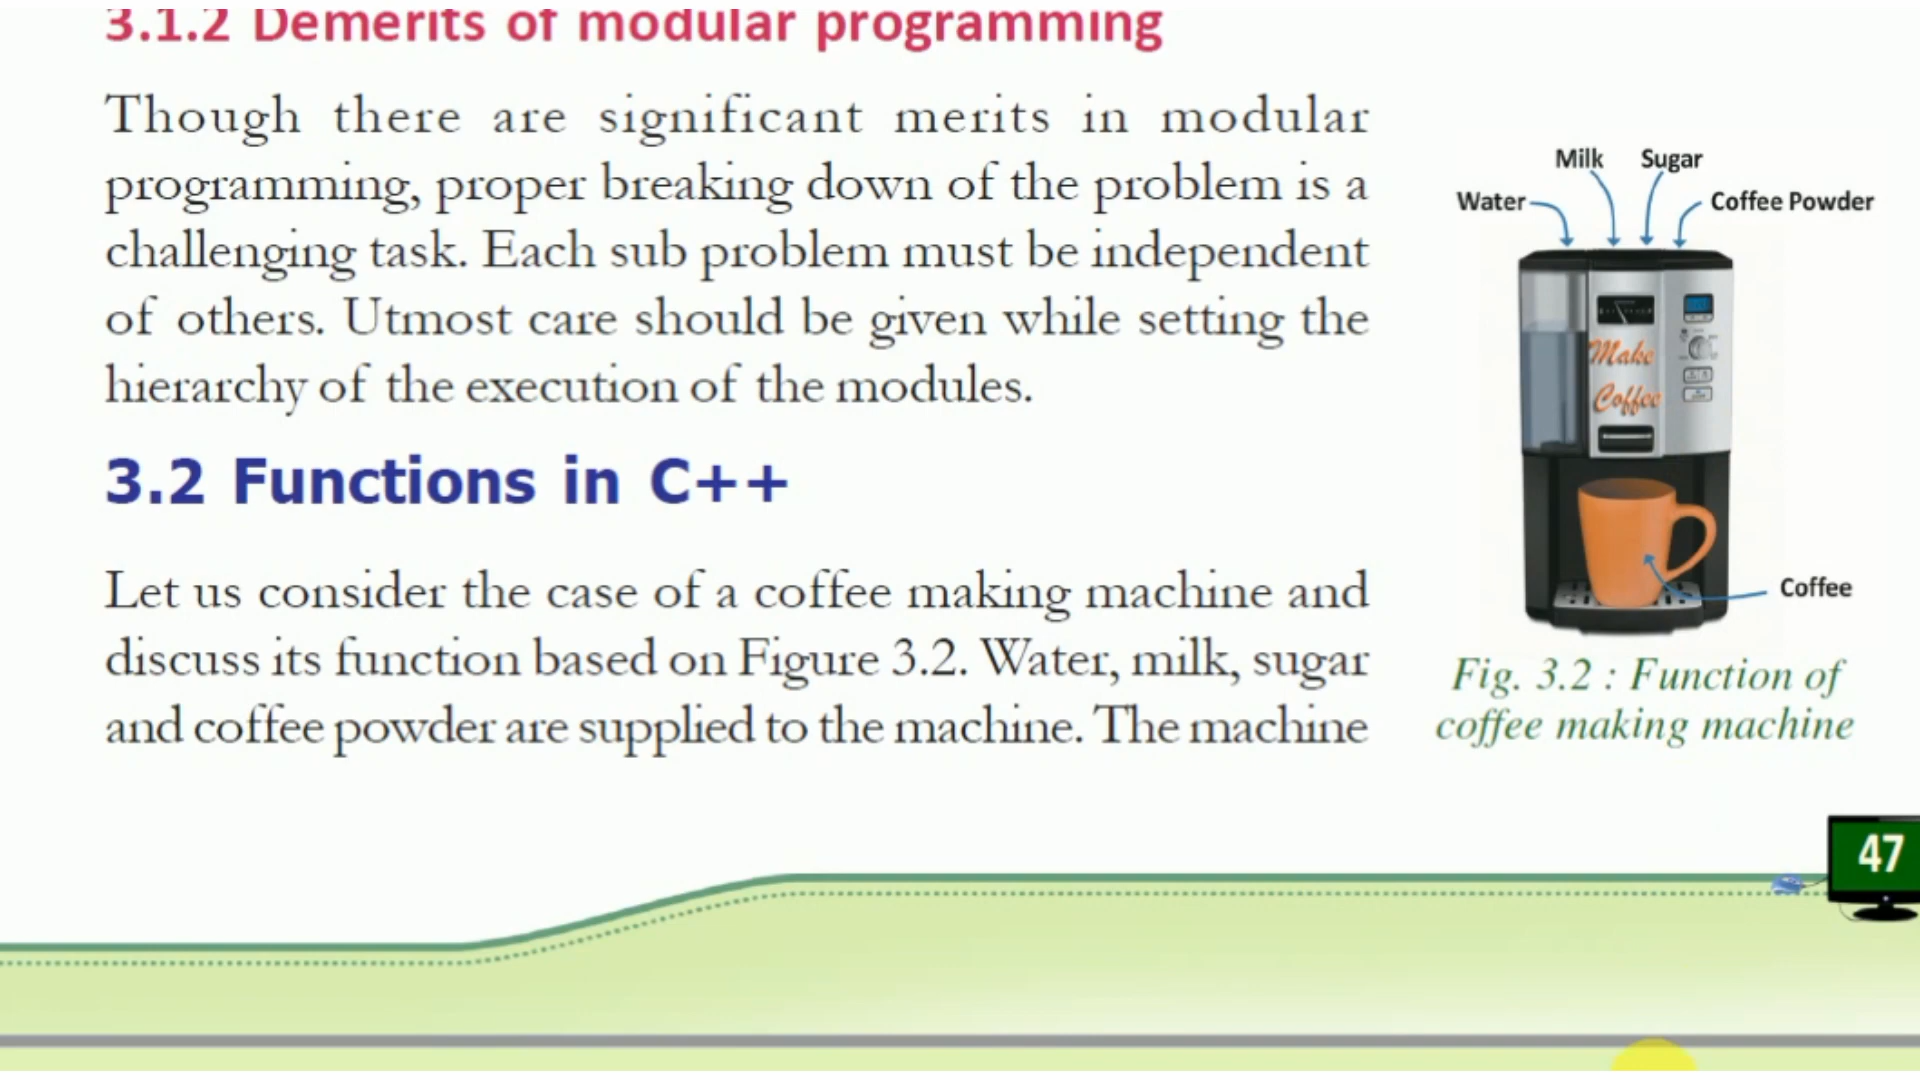 3.1.2 Demerits of modular programming
Though there are significant merits in modular
programming, proper breaking down of the problem is a
challenging task. Each sub problem must be independent
of others. Utmost care should be given while setting the
hierarchy of the execution of the modules.
3.2 Functions in C++
Let us consider the case of a coffee making machine and
discuss its function based on Figure 3.2. Water, milk, sugar
and coffee powder are supplied to the machine. The machine
Milk Sugar
Water Coffee Powder
Make
Coffee
Coffee
Fig. 3.2 : Function of
coffee making machine
47